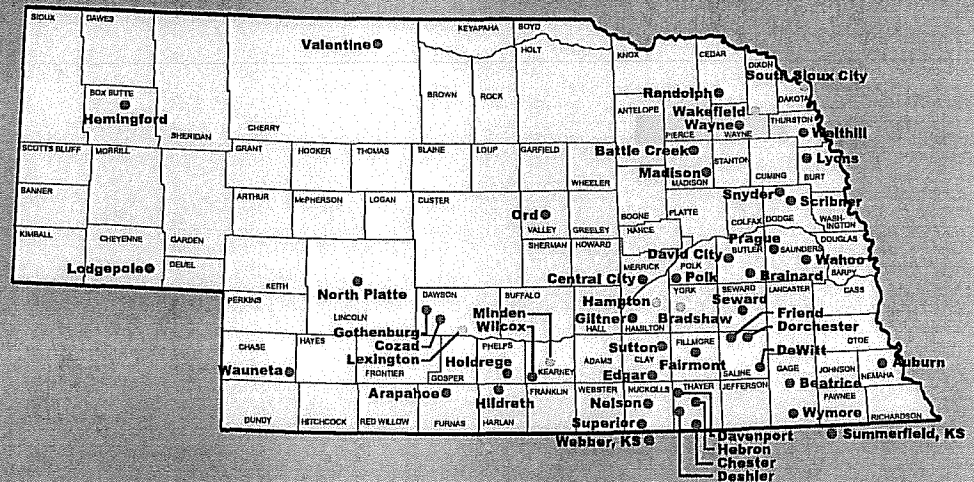 SIOUX
DAWES
KEYAPAHA
BOYD
Valentine
HOLT
KNOX
CEDAR
DIXON
South Sioux City
BOX BUTTE
Hemingford
SHERIDAN
CHERRY
BROWN
ROCK
ANTELOPE
Randolph
DAKOTA
Wakefield
Wayne
PIERCE
WAYNE
THURSTON
Walthill
SCOTTS BLUFF
MORRILL
GRANT
HOOKER
THOMAS
BLAINE
LOUP
GARFIELD
WHEELER
Battle Creek
STANTON
CUMING
Lyons
BURT
Madison
MADISON
BANNER
ARTHUR
McPHERSON
LOGAN
CUSTER
Ord
VALLEY
GREELEY
BOONE
PLATTE
Snyder
Scribner
COLFAX
DODGE
WASH-
INGTON
KIMBALL
CHEYENNE
GARDEN
SHERMAN
HOWARD
NANCE
Prague
DOUGLAS
David City
BUTLER
SAUNDERS
Wahoo
Lodgepole
DEUEL
KEITH
MERRICK
POLK
Central City
Polk
Brainard
SARPY
PERKINS
North Platte
LINCOLN
DAWSON
BUFFALO
Hampton
YORK
SEWARD
Seward
LANCASTER
CASS
Minden
Wilcox
Giltner
Bradshaw
Friend
HALL
HAMILTON
Dorchester
Gothenburg
Cozad
Lexington
CHASE
HAYES
FRONTIER
GOSPER
PHELPS
Holdrege
KEARNEY
ADAMS
CLAY
Sutton
FILLMORE
Fairmont
SALINE
DeWitt
OTOE
Wauneta
Edgar
GAGE
JOHNSON
NEMAHA
Auburn
Arapahoe
Hildreth
FRANKLIN
WEBSTER
NUCKOLLS
Nelson
THAYER
JEFFERSON
Beatrice
PAWNEE
DUNDY
HITCHCOCK
RED WILLOW
FURNAS
HARLAN
Superior
Wymore
RICHARDSON
Webber, KS
Summerfield, KS
Davenport
Hebron
Chester
Deshler